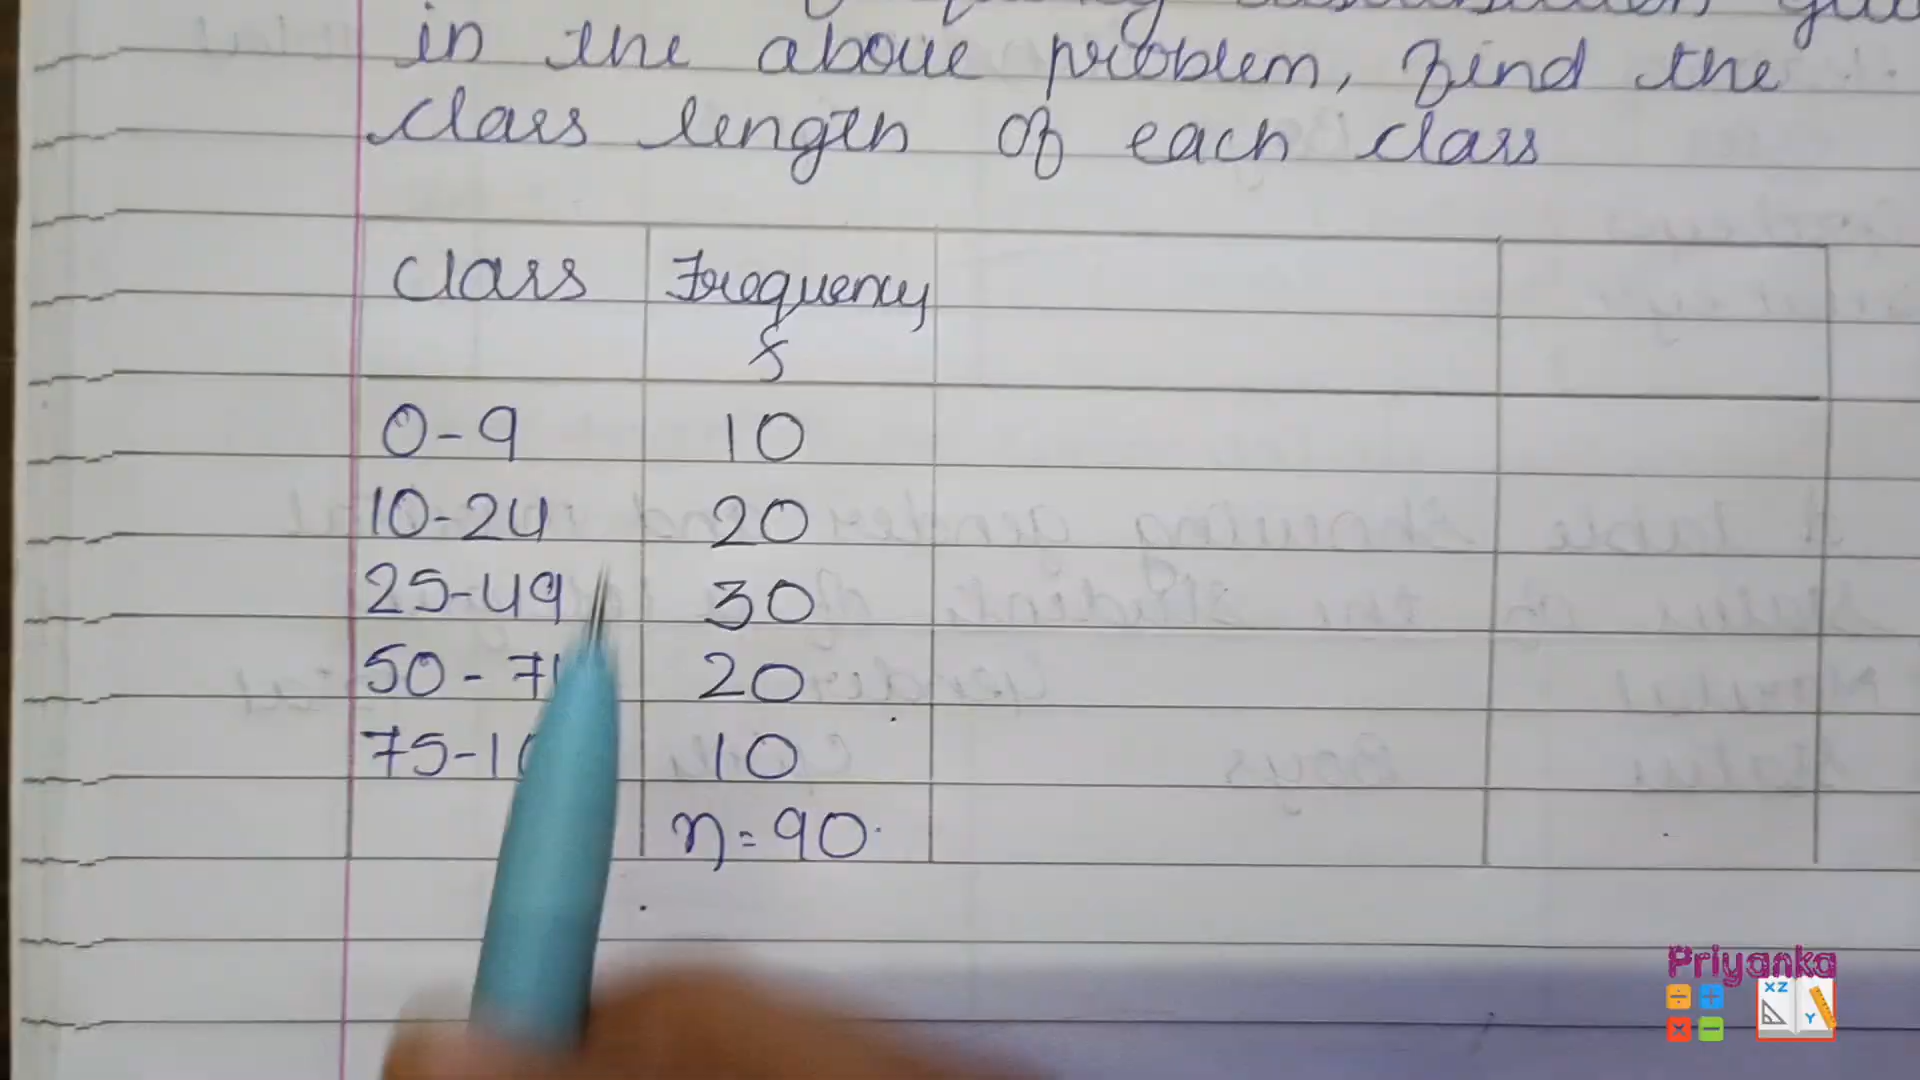 in the above problem, find the
class length of each class
Class Frequency
f
0-9 10
10-24 20
25-49 30
50-7 20
75-1 10
n=90
Priyanka
XZ
Y